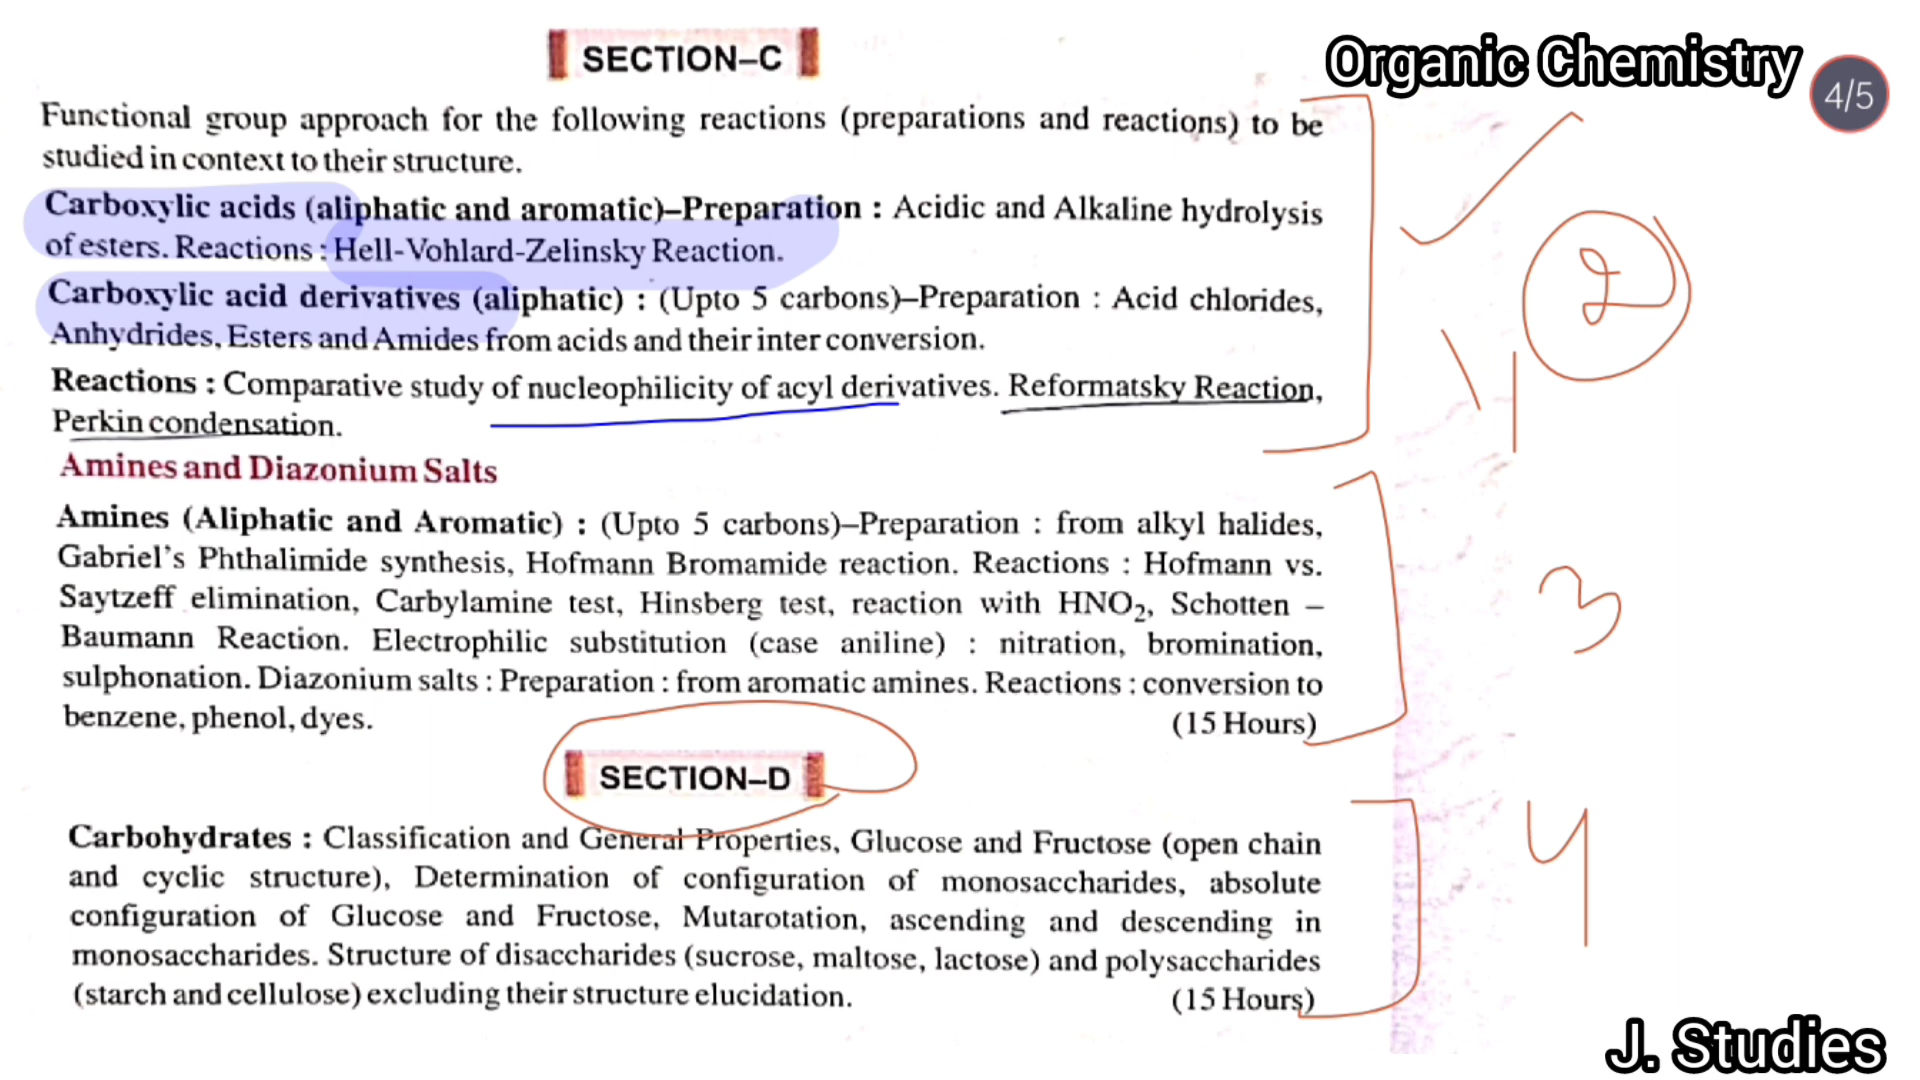 SECTION–C
Organic Chemistry
4/5
Functional group approach for the following reactions (preparations and reactions) to be
studied in context to their structure.
Carboxylic acids (aliphatic and aromatic)–Preparation : Acidic and Alkaline hydrolysis
of esters. Reactions : Hell-Vohlard-Zelinsky Reaction.
Carboxylic acid derivatives (aliphatic) : (Upto 5 carbons)–Preparation : Acid chlorides,
Anhydrides, Esters and Amides from acids and their inter conversion.
Reactions : Comparative study of nucleophilicity of acyl derivatives. Reformatsky Reaction,
Perkin condensation.
2
Amines and Diazonium Salts
Amines (Aliphatic and Aromatic) : (Upto 5 carbons)–Preparation : from alkyl halides,
Gabriel's Phthalimide synthesis, Hofmann Bromamide reaction. Reactions : Hofmann vs.
Saytzeff elimination, Carbylamine test, Hinsberg test, reaction with HNO₂, Schotten –
Baumann Reaction. Electrophilic substitution (case aniline) : nitration, bromination,
sulphonation. Diazonium salts : Preparation : from aromatic amines. Reactions : conversion to
benzene, phenol, dyes. (15 Hours)
3
SECTION–D
Carbohydrates : Classification and General Properties, Glucose and Fructose (open chain
and cyclic structure), Determination of configuration of monosaccharides, absolute
configuration of Glucose and Fructose, Mutarotation, ascending and descending in
monosaccharides. Structure of disaccharides (sucrose, maltose, lactose) and polysaccharides
(starch and cellulose) excluding their structure elucidation. (15 Hours)
4
J. Studies